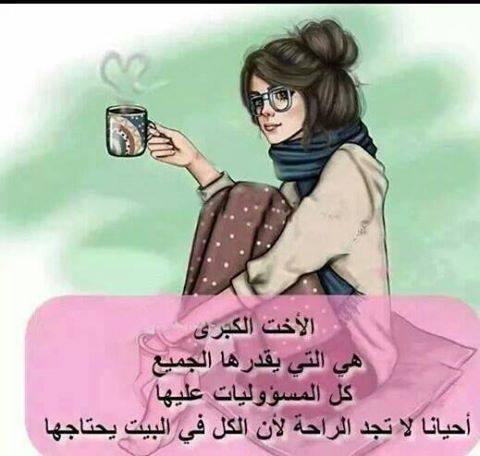 الأخت الكبرى
هي التي يقدرها الجميع
كل المسؤوليات عليها
أحيانا لا تجد الراحة لأن الكل في البيت يحتاجها